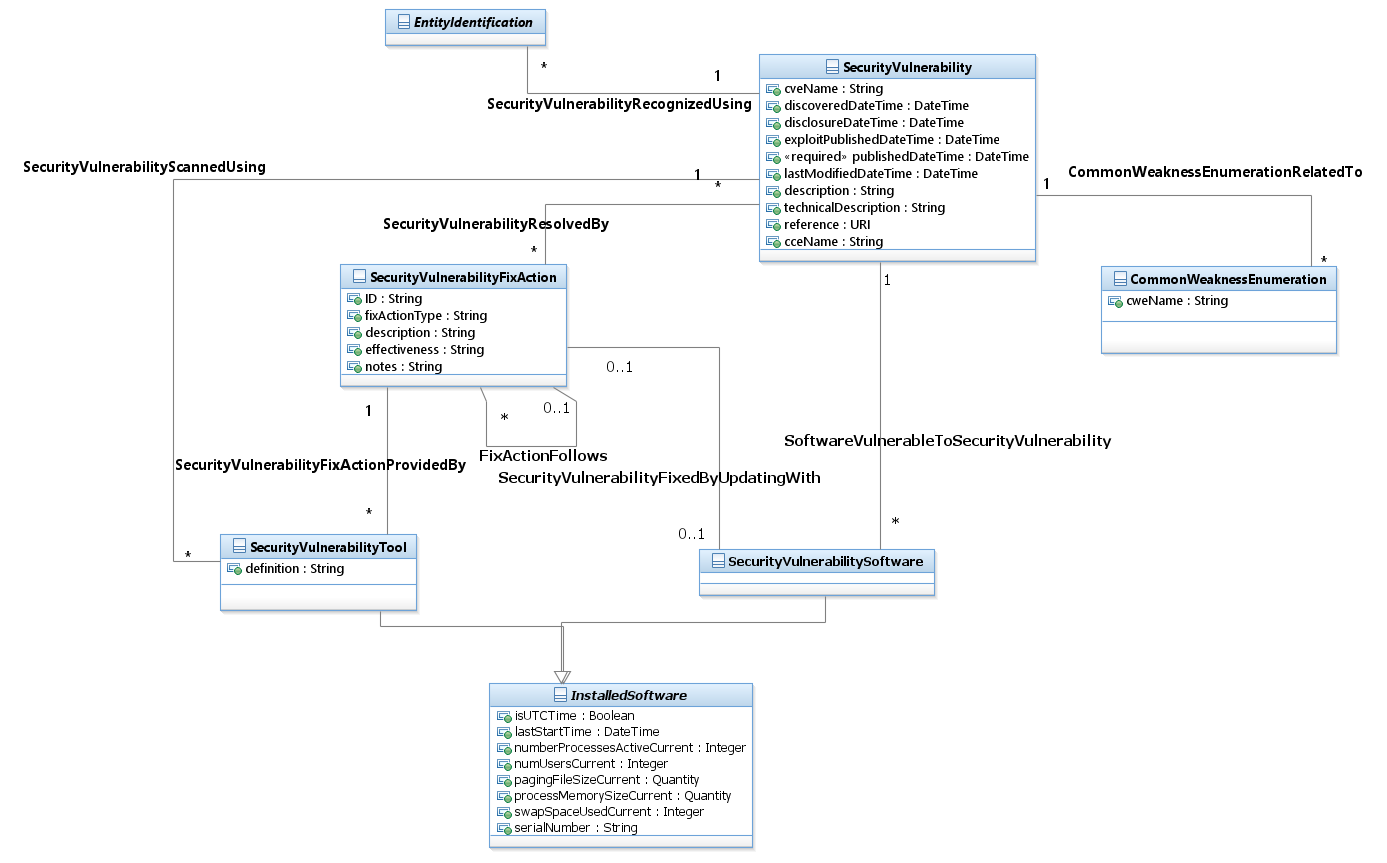 EntityIdentification
*
1
SecurityVulnerabilityRecognizedUsing
SecurityVulnerability
cveName : String
discoveredDateTime : DateTime
disclosureDateTime : DateTime
exploitPublishedDateTime : DateTime
«required» publishedDateTime : DateTime
lastModifiedDateTime : DateTime
description : String
technicalDescription : String
reference : URI
cceName : String
SecurityVulnerabilityScannedUsing
1
*
SecurityVulnerabilityResolvedBy
*
CommonWeaknessEnumerationRelatedTo
1
*
CommonWeaknessEnumeration
cweName : String
SecurityVulnerabilityFixAction
ID : String
fixActionType : String
description : String
effectiveness : String
notes : String
1
0..1
*
0..1
FixActionFollows
1
SoftwareVulnerableToSecurityVulnerability
SecurityVulnerabilityFixActionProvidedBy
SecurityVulnerabilityFixedByUpdatingWith
*
*
0..1
*
SecurityVulnerabilityTool
definition : String
SecurityVulnerabilitySoftware
InstalledSoftware
isUTCTime : Boolean
lastStartTime : DateTime
numberProcessesActiveCurrent : Integer
numUsersCurrent : Integer
pagingFileSizeCurrent : Quantity
processMemorySizeCurrent : Quantity
swapSpaceUsedCurrent : Integer
serialNumber : String